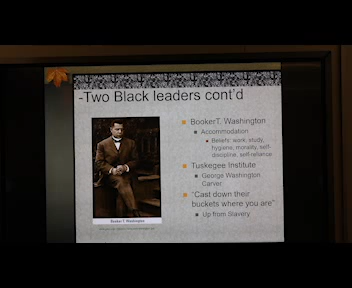 -Two Black leaders cont'd
BookerT. Washington
Accommodation
Beliefs: work, study,
hygiene, morality, self-
discipline, self-reliance
Tuskegee Institute
George Washington
Carver
"Cast down their
buckets where you are"
Up from Slavery
Booker T. Washington